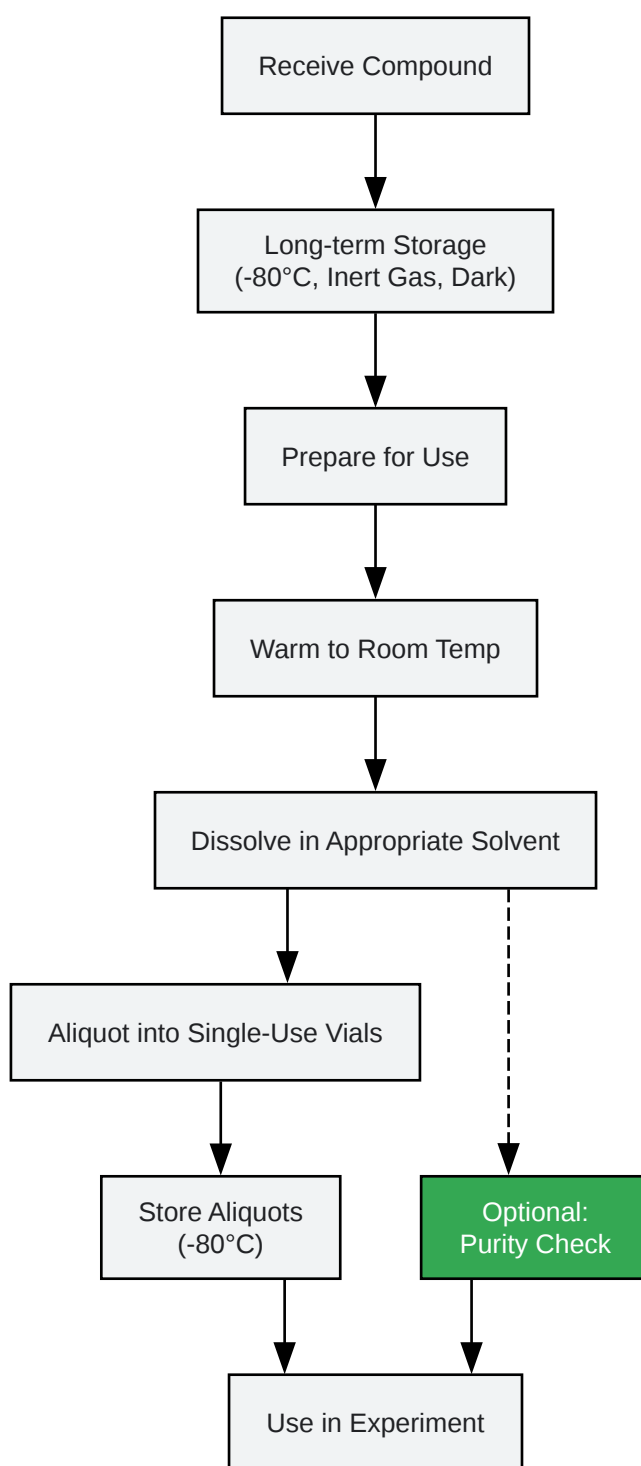 Receive Compound
Long-term Storage
(-80°C, Inert Gas, Dark)
Prepare for Use
Warm to Room Temp
Dissolve in Appropriate Solvent
Aliquot into Single-Use Vials
Store Aliquots
(-80°C)
Optional:
Purity Check
Use in Experiment